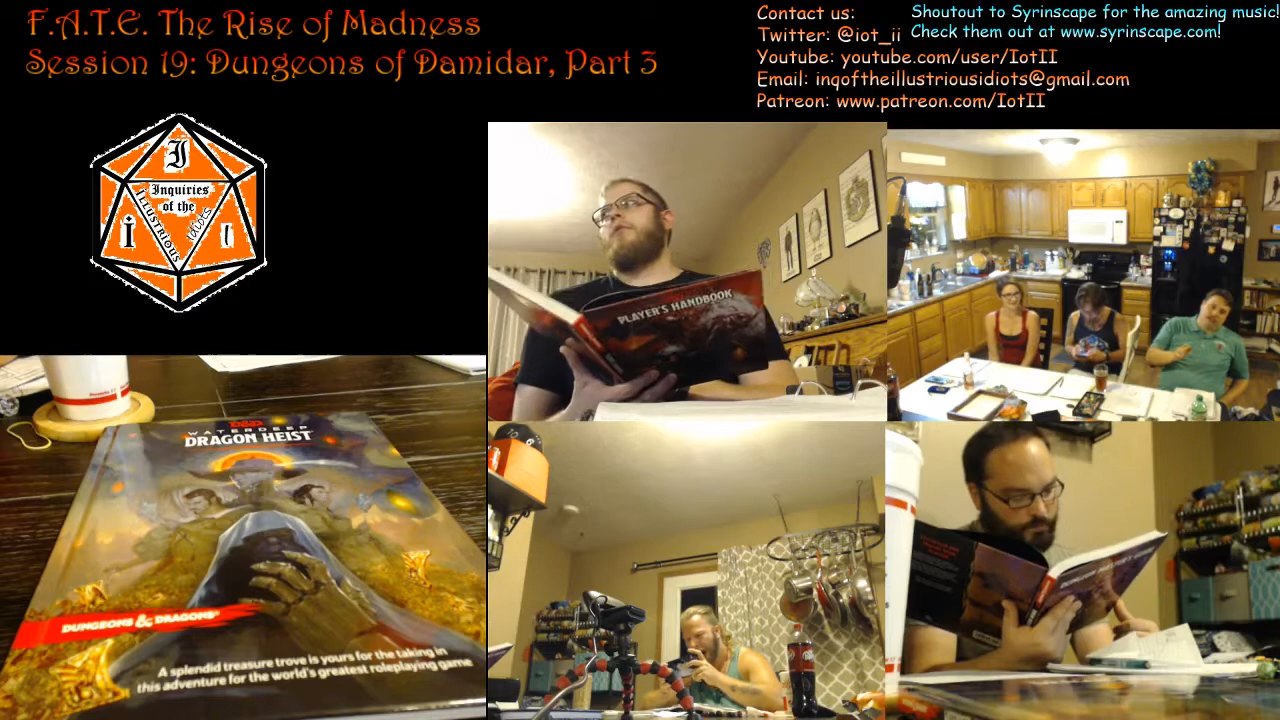 F.A.T.E. The Rise of Madness
Session 19: Dungeons of Damidar, Part 3
Contact us:
Twitter: @iot_ii
Youtube: youtube.com/user/IotII
Email: inqoftheillustriousidiots@gmail.com
Patreon: www.patreon.com/IotII
Shoutout to Syrinscape for the amazing music!
Check them out at www.syrinscape.com!
I
Inquiries
of the
Illustrious
idiots
i
I
PLAYER'S HANDBOOK
D&D
WATERDEEP
DRAGON HEIST
DUNGEONS & DRAGONS
A splendid treasure trove is yours for the taking in
this adventure for the world's greatest roleplaying game